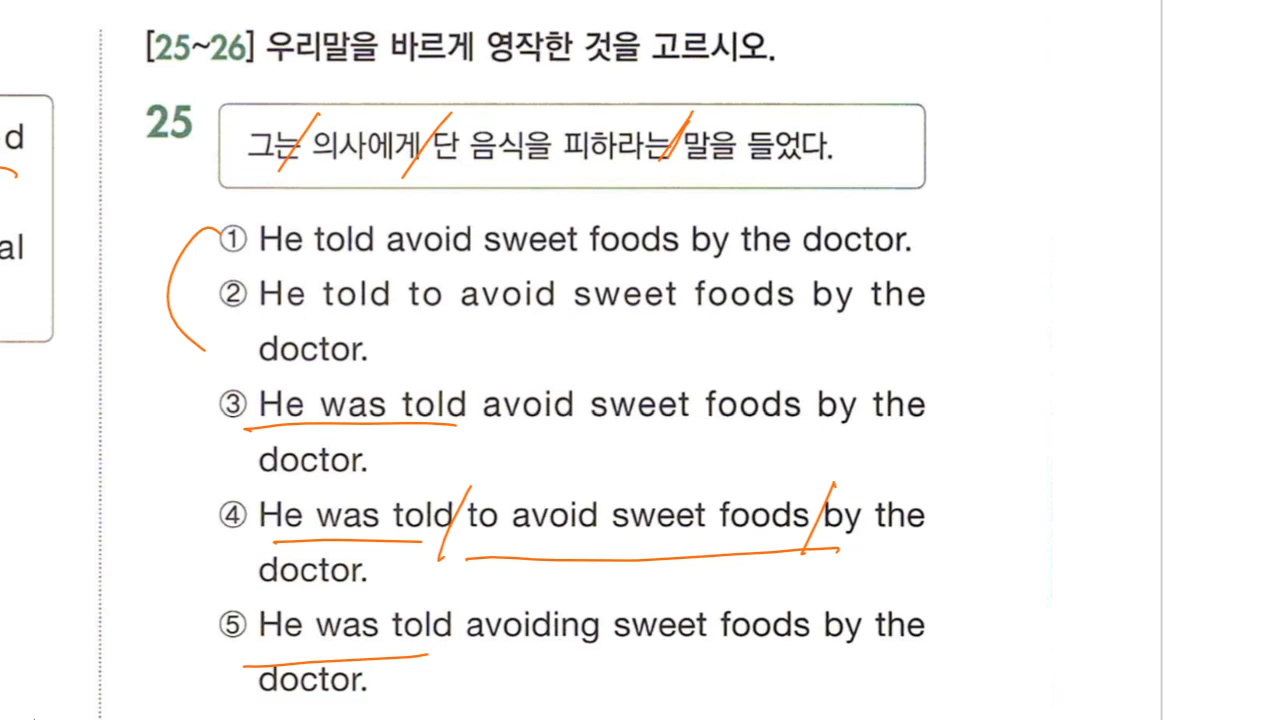 [25~26] 우리말을 바르게 영작한 것을 고르시오.
d
al
25
그는 의사에게 단 음식을 피하라는 말을 들었다.
① He told avoid sweet foods by the doctor.
② He told to avoid sweet foods by the
doctor.
③ He was told avoid sweet foods by the
doctor.
④ He was told to avoid sweet foods by the
doctor.
⑤ He was told avoiding sweet foods by the
doctor.